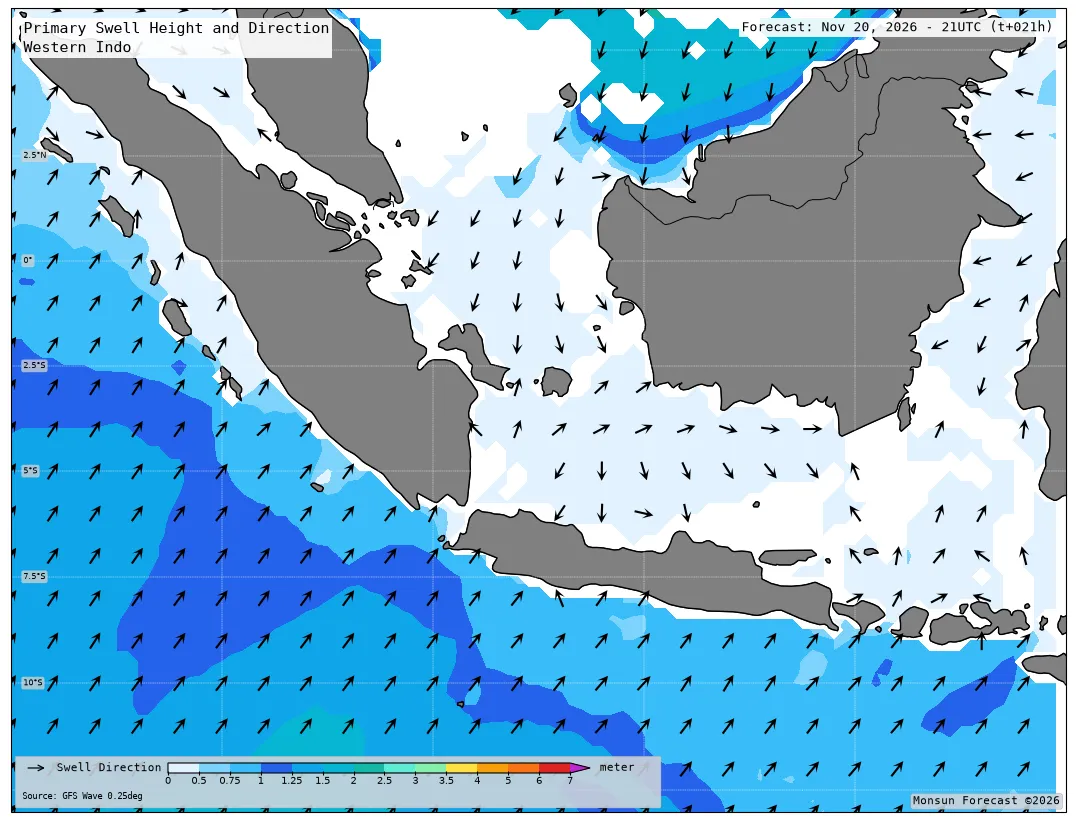 Primary Swell Height and Direction
Western Indo
Forecast: Nov 20, 2026 - 21UTC (t+021h)
2.5°N
0°
2.5°S
5°S
7.5°S
10°S
Swell Direction
0 0.5 0.75 1 1.25 1.5 2 2.5 3 3.5 4 5 6 7
meter
Source: GFS Wave 0.25deg
Monsun Forecast ©2026